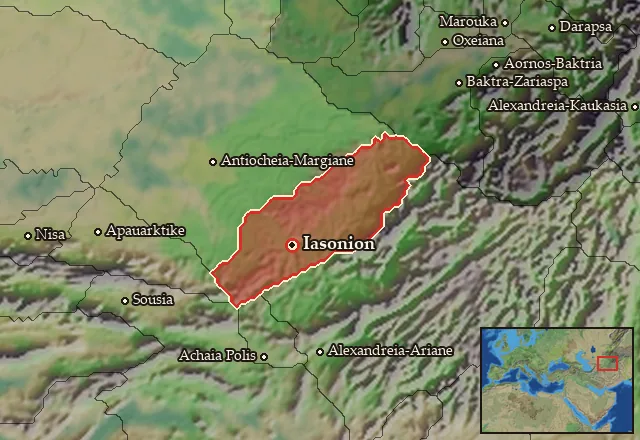 Marouka
Darapsa
Oxeiana
Aornos-Baktria
Baktra-Zariaspa
Alexandreia-Kaukasia
Antiocheia-Margiane
Nisa
Apauarktike
Iasonion
Sousia
Achaia Polis
Alexandreia-Ariane